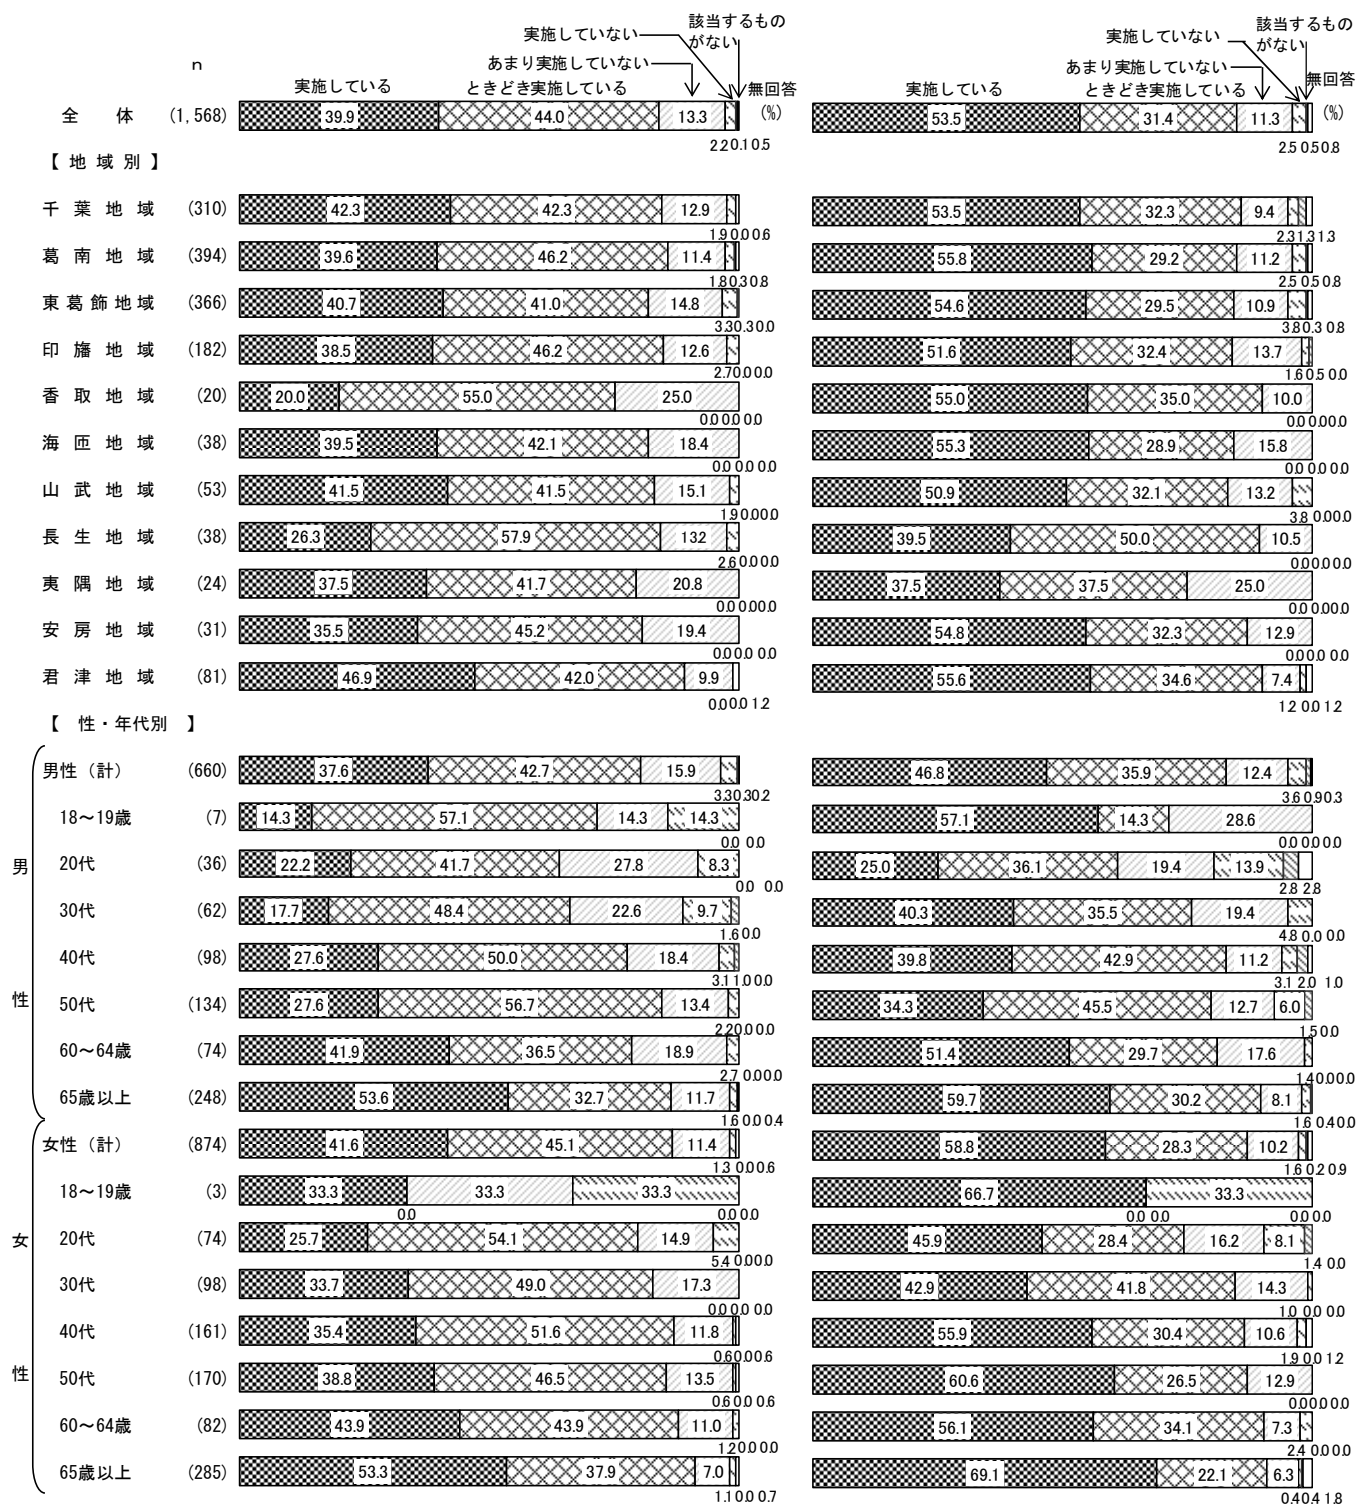 該当するもの 該当するもの
実施していない がない 実施していない がない
n あまり実施していない あまり実施していない
実施している ときどき実施している 無回答 実施している ときどき実施している 無回答
全体 (1,568) 39.9 44.0 13.3 (%) 53.5 31.4 11.3 (%)
2.2 0.1 0.5 2.5 0.5 0.8
【地域別】
千葉地域 (310) 42.3 42.3 12.9 53.5 32.3 9.4
1.9 0.0 0.6 2.3 1.3 1.3
葛南地域 (394) 39.6 46.2 11.4 55.8 29.2 11.2
1.8 0.3 0.8 2.5 0.5 0.8
東葛飾地域 (366) 40.7 41.0 14.8 54.6 29.5 10.9
3.3 0.3 0.0 3.8 0.3 0.8
印旛地域 (182) 38.5 46.2 12.6 51.6 32.4 13.7
2.7 0.0 0.0 1.6 0.5 0.0
香取地域 (20) 20.0 55.0 25.0 55.0 35.0 10.0
0.0 0.0 0.0 0.0 0.0 0.0
海匝地域 (38) 39.5 42.1 18.4 55.3 28.9 15.8
0.0 0.0 0.0 0.0 0.0 0.0
山武地域 (53) 41.5 41.5 15.1 50.9 32.1 13.2
1.9 0.0 0.0 3.8 0.0 0.0
長生地域 (38) 26.3 57.9 13.2 39.5 50.0 10.5
2.6 0.0 0.0 0.0 0.0 0.0
夷隅地域 (24) 37.5 41.7 20.8 37.5 37.5 25.0
0.0 0.0 0.0 0.0 0.0 0.0
安房地域 (31) 35.5 45.2 19.4 54.8 32.3 12.9
0.0 0.0 0.0 0.0 0.0 0.0
君津地域 (81) 46.9 42.0 9.9 55.6 34.6 7.4
0.0 0.0 1.2 1.2 0.0 1.2
【 性・年代別 】
男性(計) (660) 37.6 42.7 15.9 46.8 35.9 12.4
3.3 0.3 0.2 3.6 0.9 0.3
18~19歳 (7) 14.3 57.1 14.3 14.3 57.1 14.3 28.6
0.0 0.0 0.0 0.0 0.0
男 20代 (36) 22.2 41.7 27.8 8.3 25.0 36.1 19.4 13.9
0.0 0.0 2.8 2.8
30代 (62) 17.7 48.4 22.6 9.7 40.3 35.5 19.4
1.6 0.0 4.8 0.0 0.0
40代 (98) 27.6 50.0 18.4 39.8 42.9 11.2
3.1 1.0 0.0 3.1 2.0 1.0
性 50代 (134) 27.6 56.7 13.4 34.3 45.5 12.7 6.0
2.2 0.0 0.0 1.5 0.0
60~64歳 (74) 41.9 36.5 18.9 51.4 29.7 17.6
2.7 0.0 0.0 1.4 0.0 0.0
65歳以上 (248) 53.6 32.7 11.7 59.7 30.2 8.1
1.6 0.0 0.4 1.6 0.4 0.0
女性(計) (874) 41.6 45.1 11.4 58.8 28.3 10.2
1.3 0.0 0.6 1.6 0.2 0.9
18~19歳 (3) 33.3 33.3 33.3 66.7 33.3
0.0 0.0 0.0 0.0 0.0 0.0 0.0
女 20代 (74) 25.7 54.1 14.9 45.9 28.4 16.2 8.1
5.4 0.0 0.0 1.4 0.0
30代 (98) 33.7 49.0 17.3 42.9 41.8 14.3
0.0 0.0 0.0 1.0 0.0 0.0
40代 (161) 35.4 51.6 11.8 55.9 30.4 10.6
0.6 0.0 0.6 1.9 0.0 1.2
性 50代 (170) 38.8 46.5 13.5 60.6 26.5 12.9
0.6 0.0 0.6 0.0 0.0 0.0
60~64歳 (82) 43.9 43.9 11.0 56.1 34.1 7.3
1.2 0.0 0.0 2.4 0.0 0.0
65歳以上 (285) 53.3 37.9 7.0 69.1 22.1 6.3
1.1 0.0 0.7 0.4 0.4 1.8